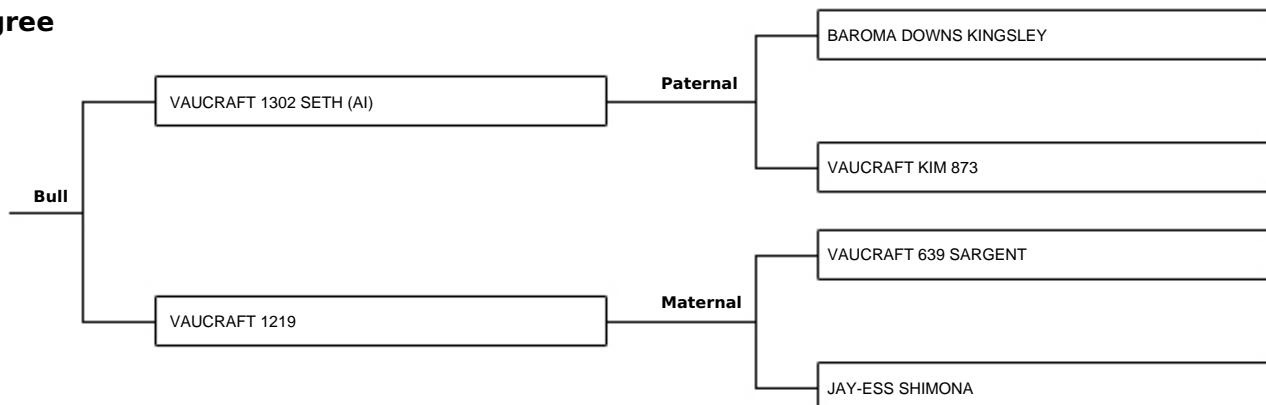 gree
BAROMA DOWNS KINGSLEY
Paternal
VAUCRAFT 1302 SETH (AI)
VAUCRAFT KIM 873
Bull
VAUCRAFT 639 SARGENT
Maternal
VAUCRAFT 1219
JAY-ESS SHIMONA